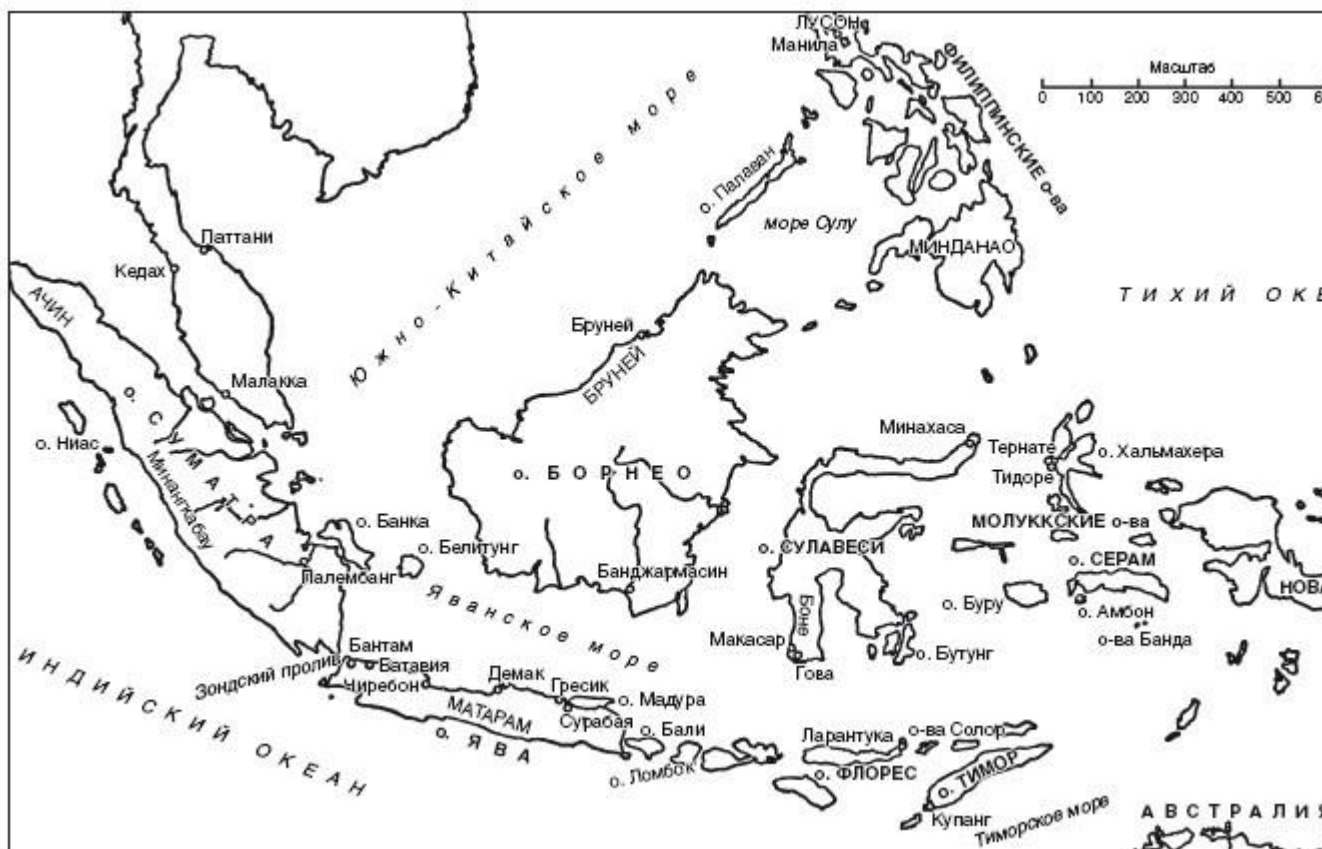 ЛУСОН
Манила
ФИЛИППИНСКИЕ о-ва
Масштаб
0 100 200 300 400 500 6
Южно-Китайское море
о. Палаван
море Сулу
МИНДАНАО
ТИХИЙ ОКЕ
Паттани
Кедах
АЧИН
Бруней
БРУНЕЙ
Малакка
о. СУМАТРА
о. Ниас
Минангкабау
о. БОРНЕО
Минахаса
Тернате
Тидоре
о. Хальмахера
МОЛУККСКИЕ о-ва
о. Банка
о. Белитунг
Палембанг
Банджармасин
о. СУЛАВЕСИ
о. СЕРАМ
НОВА
о. Буру
о. Амбон
о-ва Банда
Яванское море
Боне
Макасар
Гова
о. Бутунг
Бантам
Батавия
Зондский пролив
Чиребон
Демак
Гресик
о. Мадура
МАТАРАМ
Сурабая
о. Бали
о. ЯВА
о. Ломбок
Ларантука
о-ва Солор
о. ФЛОРЕС
о. ТИМОР
Купанг
Тиморское море
ИНДИЙСКИЙ ОКЕАН
АВСТРАЛИЯ